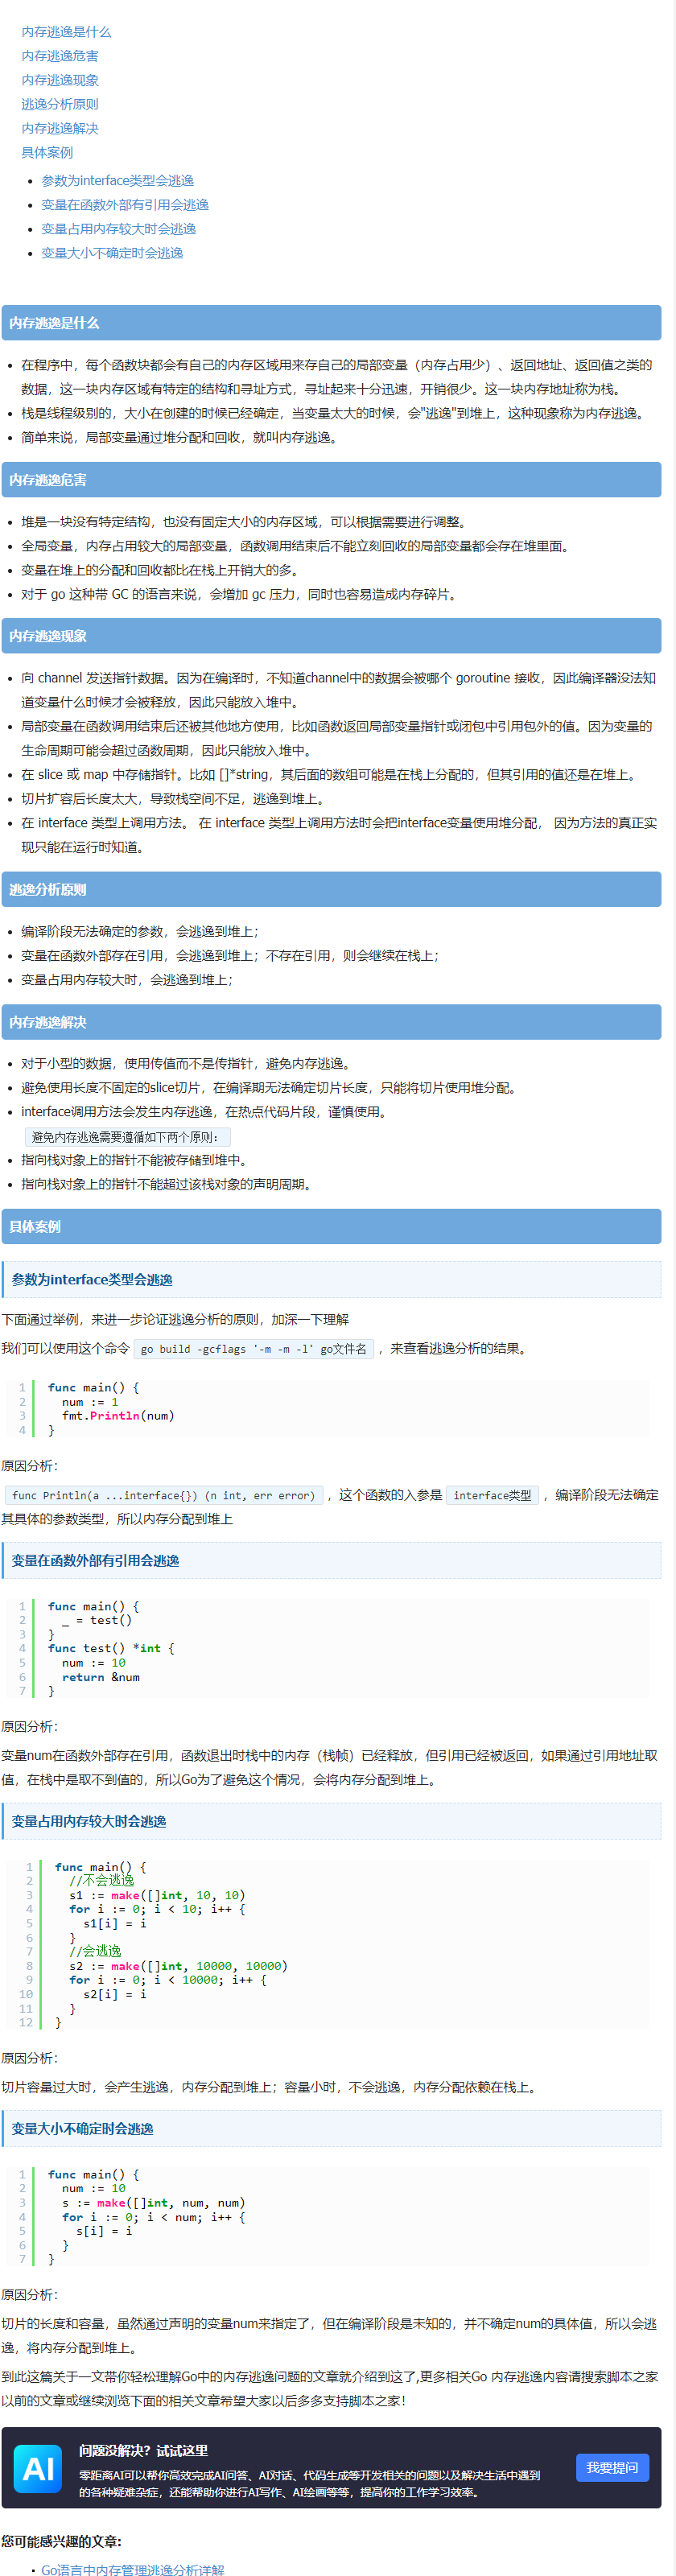 内存逃逸是什么
内存逃逸危害
内存逃逸现象
逃逸分析原则
内存逃逸解决
具体案例
• 参数为interface类型会逃逸
• 变量在函数外部有引用会逃逸
• 变量占用内存较大时会逃逸
• 变量大小不确定时会逃逸
内存逃逸是什么
• 在程序中，每个函数块都会有自己的内存区域用来存自己的局部变量（内存占用少）、返回地址、返回值之类的
数据，这一块内存区域有特定的结构和寻址方式，寻址起来十分迅速，开销很少。这一块内存地址称为栈。
• 栈是线程级别的，大小在创建的时候已经确定，当变量太大的时候，会"逃逸"到堆上，这种现象称为内存逃逸。
• 简单来说，局部变量通过堆分配和回收，就叫内存逃逸。
内存逃逸危害
• 堆是一块没有特定结构，也没有固定大小的内存区域，可以根据需要进行调整。
• 全局变量，内存占用较大的局部变量，函数调用结束后不能立刻回收的局部变量都会存在堆里面。
• 变量在堆上的分配和回收都比在栈上开销大的多。
• 对于 go 这种带 GC 的语言来说，会增加 gc 压力，同时也容易造成内存碎片。
内存逃逸现象
• 向 channel 发送指针数据。因为在编译时，不知道channel中的数据会被哪个 goroutine 接收，因此编译器没法知
道变量什么时候才会被释放，因此只能放入堆中。
• 局部变量在函数调用结束后还被其他地方使用，比如函数返回局部变量指针或闭包中引用包外的值。因为变量的
生命周期可能会超过函数周期，因此只能放入堆中。
• 在 slice 或 map 中存储指针。比如 []*string，其后面的数组可能是在栈上分配的，但其引用的值还是在堆上。
• 切片扩容后长度太大，导致栈空间不足，逃逸到堆上。
• 在 interface 类型上调用方法。 在 interface 类型上调用方法时会把interface变量使用堆分配， 因为方法的真正实
现只能在运行时知道。
逃逸分析原则
• 编译阶段无法确定的参数，会逃逸到堆上；
• 变量在函数外部存在引用，会逃逸到堆上；不存在引用，则会继续在栈上；
• 变量占用内存较大时，会逃逸到堆上；
内存逃逸解决
• 对于小型的数据，使用传值而不是传指针，避免内存逃逸。
• 避免使用长度不固定的slice切片，在编译期无法确定切片长度，只能将切片使用堆分配。
• interface调用方法会发生内存逃逸，在热点代码片段，谨慎使用。
避免内存逃逸需要遵循如下两个原则：
• 指向栈对象上的指针不能被存储到堆中。
• 指向栈对象上的指针不能超过该栈对象的声明周期。
具体案例
参数为interface类型会逃逸
下面通过举例，来进一步论证逃逸分析的原则，加深一下理解
我们可以使用这个命令 go build -gcflags '-m -m -l' go文件名 ，来查看逃逸分析的结果。
1 func main() {
2   num := 1
3   fmt.Println(num)
4 }
原因分析：
func Println(a ...interface{}) (n int, err error) ，这个函数的入参是 interface类型 ，编译阶段无法确定
其具体的参数类型，所以内存分配到堆上
变量在函数外部有引用会逃逸
1 func main() {
2   _ = test()
3 }
4 func test() *int {
5   num := 10
6   return &num
7 }
原因分析：
变量num在函数外部存在引用，函数退出时栈中的内存（栈帧）已经释放，但引用已经被返回，如果通过引用地址取
值，在栈中是取不到值的，所以Go为了避免这个情况，会将内存分配到堆上。
变量占用内存较大时会逃逸
1 func main() {
2   //不会逃逸
3   s1 := make([]int, 10, 10)
4   for i := 0; i < 10; i++ {
5     s1[i] = i
6   }
7   //会逃逸
8   s2 := make([]int, 10000, 10000)
9   for i := 0; i < 10000; i++ {
10     s2[i] = i
11   }
12 }
原因分析：
切片容量过大时，会产生逃逸，内存分配到堆上；容量小时，不会逃逸，内存分配依赖在栈上。
变量大小不确定时会逃逸
1 func main() {
2   num := 10
3   s := make([]int, num, num)
4   for i := 0; i < num; i++ {
5     s[i] = i
6   }
7 }
原因分析：
切片的长度和容量，虽然通过声明的变量num来指定了，但在编译阶段是未知的，并不确定num的具体值，所以会逃
逸，将内存分配到堆上。
到此这篇关于一文带你轻松理解Go中的内存逃逸问题的文章就介绍到这了,更多相关Go 内存逃逸内容请搜索脚本之家
以前的文章或继续浏览下面的相关文章希望大家以后多多支持脚本之家！
AI
问题没解决？试试这里
零距离AI可以帮你高效完成AI问答、AI对话、代码生成等开发相关的问题以及解决生活中遇到
的各种疑难杂症，还能帮助你进行AI写作、AI绘画等等，提高你的工作学习效率。
我要提问
您可能感兴趣的文章:
• Go语言中内存管理逃逸分析详解